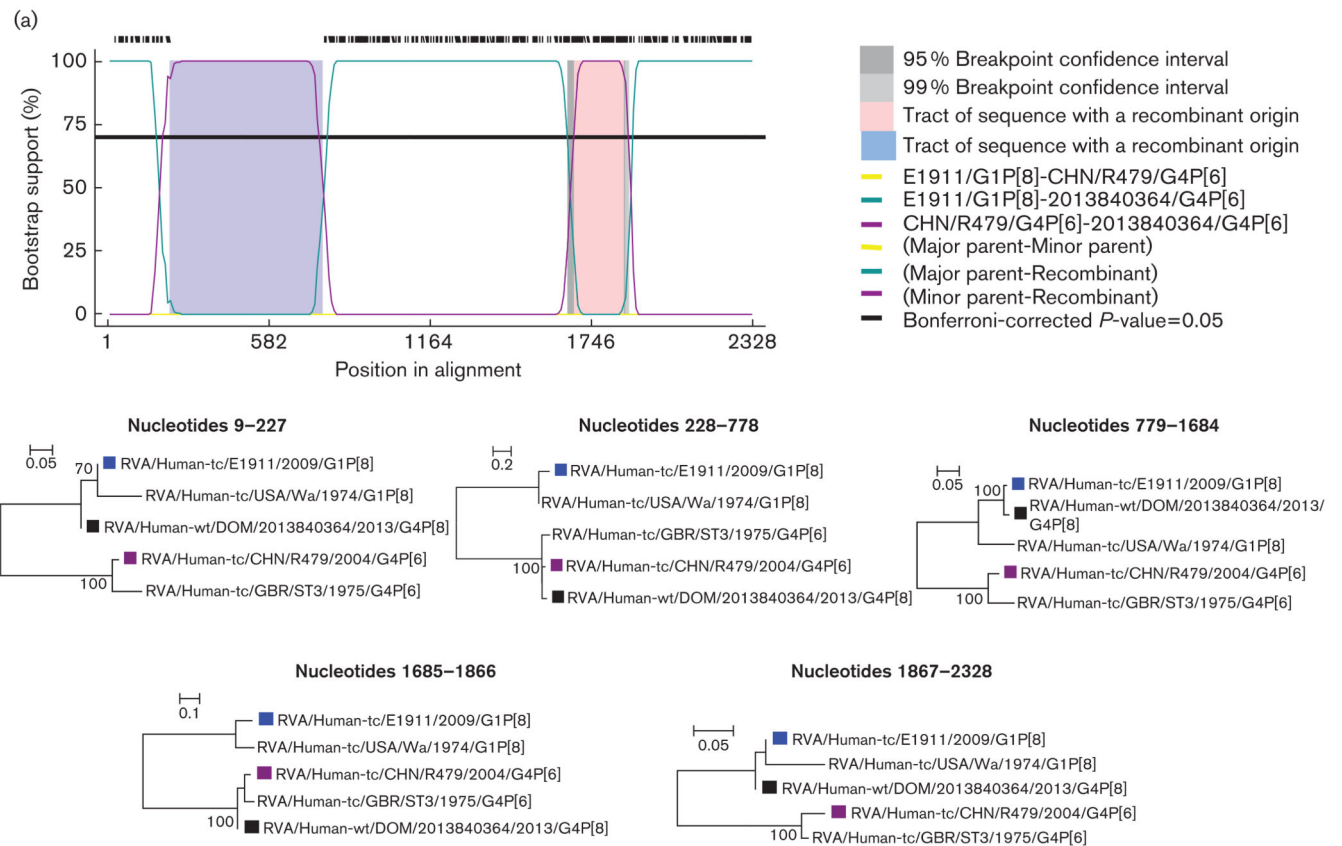 (a)
100
75
50
25
0
Bootstrap support (%)
1
582
1164
1746
2328
Position in alignment
95 % Breakpoint confidence interval
99 % Breakpoint confidence interval
Tract of sequence with a recombinant origin
Tract of sequence with a recombinant origin
E1911/G1P[8]-CHN/R479/G4P[6]
E1911/G1P[8]-2013840364/G4P[6]
CHN/R479/G4P[6]-2013840364/G4P[6]
(Major parent-Minor parent)
(Major parent-Recombinant)
(Minor parent-Recombinant)
Bonferroni-corrected P-value=0.05
Nucleotides 9–227
0.05
70
RVA/Human-tc/E1911/2009/G1P[8]
RVA/Human-tc/USA/Wa/1974/G1P[8]
RVA/Human-wt/DOM/2013840364/2013/G4P[8]
RVA/Human-tc/CHN/R479/2004/G4P[6]
100
RVA/Human-tc/GBR/ST3/1975/G4P[6]
Nucleotides 228–778
0.2
RVA/Human-tc/E1911/2009/G1P[8]
RVA/Human-tc/USA/Wa/1974/G1P[8]
RVA/Human-tc/GBR/ST3/1975/G4P[6]
100
RVA/Human-tc/CHN/R479/2004/G4P[6]
RVA/Human-wt/DOM/2013840364/2013/G4P[8]
Nucleotides 779–1684
0.05
100
RVA/Human-tc/E1911/2009/G1P[8]
RVA/Human-wt/DOM/2013840364/2013/
G4P[8]
RVA/Human-tc/USA/Wa/1974/G1P[8]
RVA/Human-tc/CHN/R479/2004/G4P[6]
100
RVA/Human-tc/GBR/ST3/1975/G4P[6]
Nucleotides 1685–1866
0.1
RVA/Human-tc/E1911/2009/G1P[8]
RVA/Human-tc/USA/Wa/1974/G1P[8]
RVA/Human-tc/CHN/R479/2004/G4P[6]
RVA/Human-tc/GBR/ST3/1975/G4P[6]
100
RVA/Human-wt/DOM/2013840364/2013/G4P[8]
Nucleotides 1867–2328
0.05
RVA/Human-tc/E1911/2009/G1P[8]
RVA/Human-tc/USA/Wa/1974/G1P[8]
RVA/Human-wt/DOM/2013840364/2013/G4P[8]
RVA/Human-tc/CHN/R479/2004/G4P[6]
100
RVA/Human-tc/GBR/ST3/1975/G4P[6]